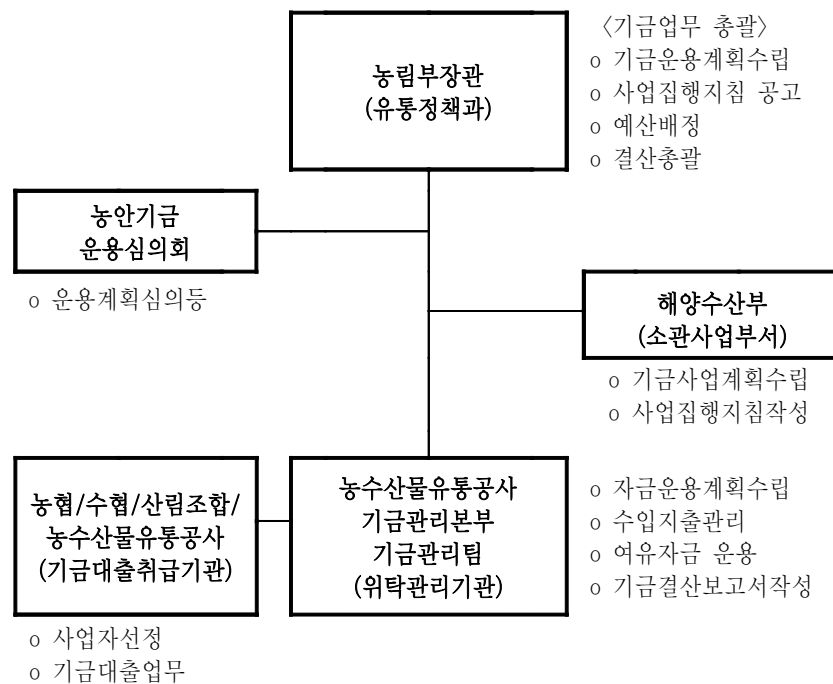 농림부장관
(유통정책과)
〈기금업무 총괄〉
o 기금운용계획수립
o 사업집행지침 공고
o 예산배정
o 결산총괄
농안기금
운용심의회
o 운용계획심의등
해양수산부
(소관사업부서)
o 기금사업계획수립
o 사업집행지침작성
농협/수협/산림조합/
농수산물유통공사
(기금대출취급기관)
o 사업자선정
o 기금대출업무
농수산물유통공사
기금관리본부
기금관리팀
(위탁관리기관)
o 자금운용계획수립
o 수입지출관리
o 여유자금 운용
o 기금결산보고서작성